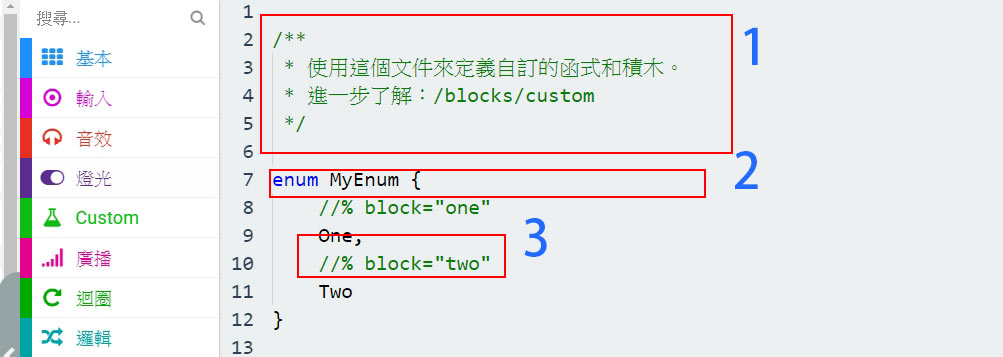 搜尋...
基本
輸入
音效
燈光
Custom
廣播
迴圈
邏輯
1
2 /**
3 * 使用這個文件來定義自訂的函式和積木。
4 * 進一步了解：/blocks/custom
5 */
6
7 enum MyEnum {
8 //% block="one"
9 One,
10 //% block="two"
11 Two
12 }
13
1
2
3